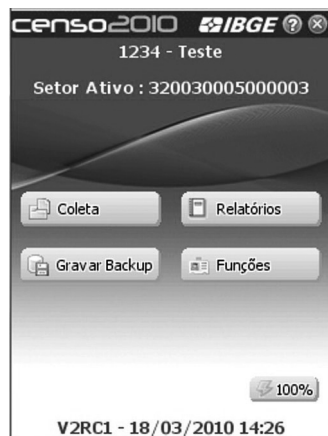 censo2010 IBGE ? ×
1234 - Teste
Setor Ativo : 320030005000003
Coleta
Relatórios
Gravar Backup
Funções
100%
V2RC1 - 18/03/2010 14:26